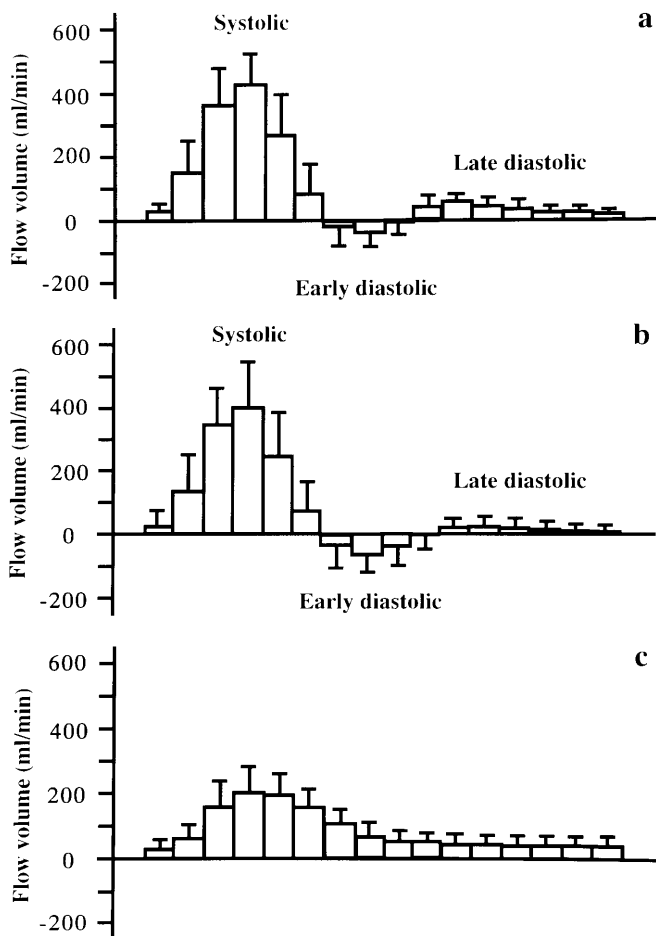 a
Systolic
600
400
200
0
-200
Flow volume (ml/min)
Late diastolic
Early diastolic
b
Systolic
600
400
200
0
-200
Flow volume (ml/min)
Late diastolic
Early diastolic
c
600
400
200
0
-200
Flow volume (ml/min)